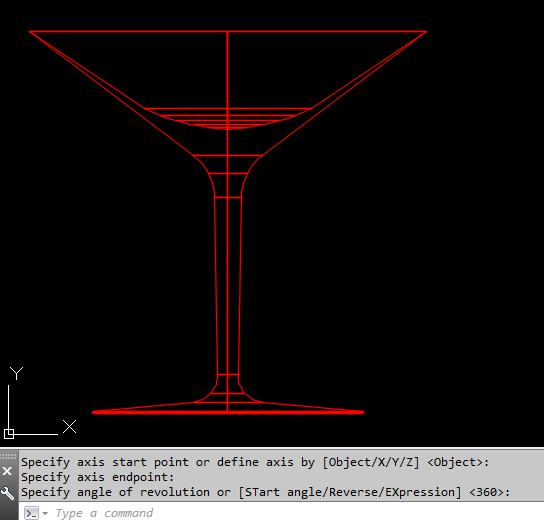 Y
X
Specify axis start point or define axis by [Object/X/Y/Z] <Object>:
Specify axis endpoint:
Specify angle of revolution or [STart angle/Reverse/EXpression] <360>:
Type a command